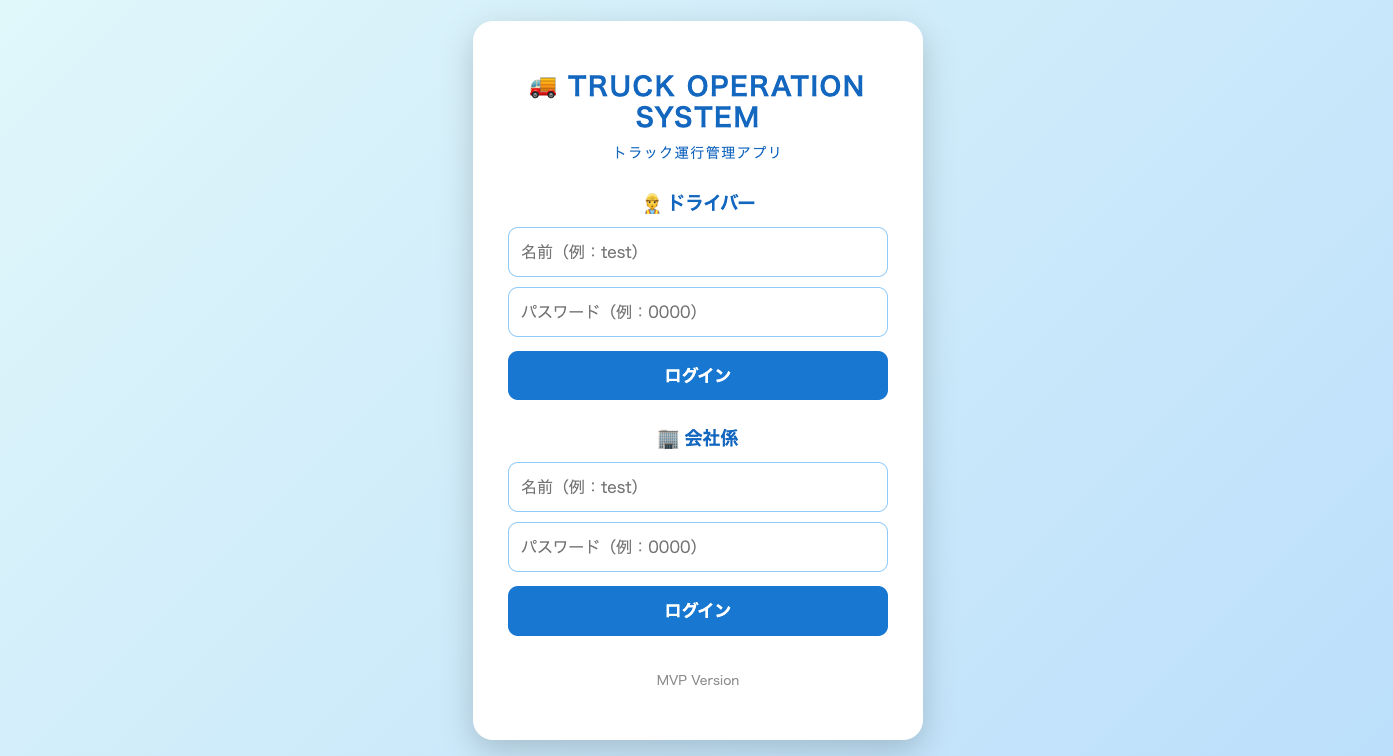 🚚 TRUCK OPERATION
SYSTEM
トラック運行管理アプリ
👷 ドライバー
名前（例：test）
パスワード（例：0000）
ログイン
🏢 会社係
名前（例：test）
パスワード（例：0000）
ログイン
MVP Version